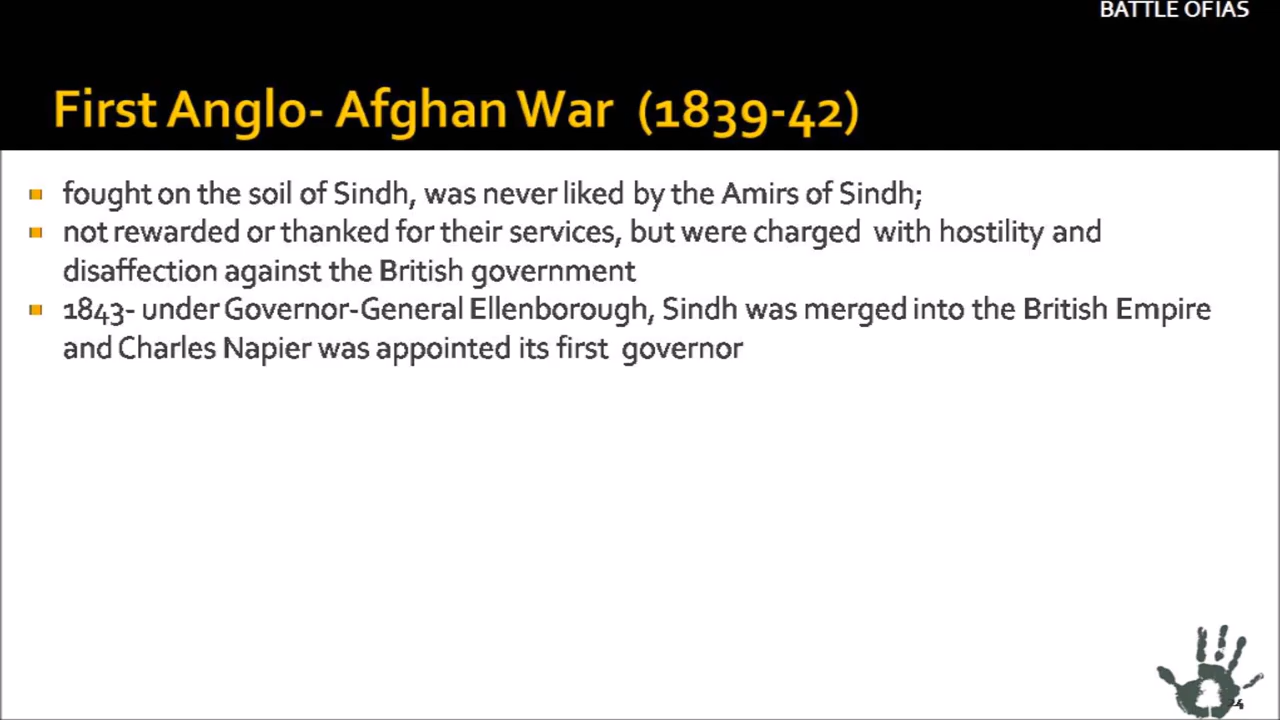 BATTLE OF IAS
First Anglo- Afghan War (1839-42)
fought on the soil of Sindh, was never liked by the Amirs of Sindh;
not rewarded or thanked for their services, but were charged with hostility and
disaffection against the British government
1843- under Governor-General Ellenborough, Sindh was merged into the British Empire
and Charles Napier was appointed its first governor